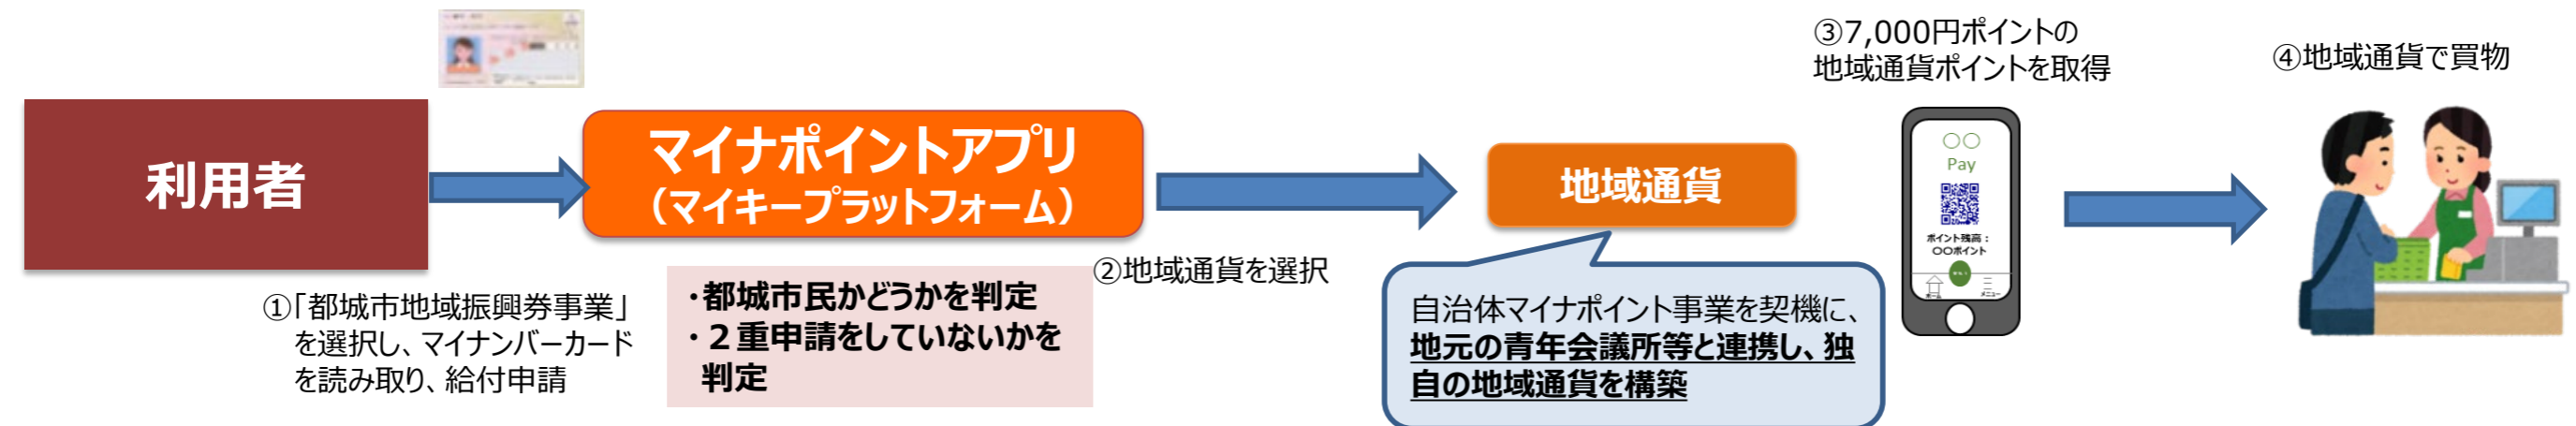 利用者
①「都城市地域振興券事業」
を選択し、マイナンバーカード
を読み取り、給付申請
マイナポイントアプリ
（マイキープラットフォーム）
・都城市民かどうかを判定
・２重申請をしていないかを
判定
②地域通貨を選択
地域通貨
自治体マイナポイント事業を契機に、
地元の青年会議所等と連携し、独
自の地域通貨を構築
③7,000円ポイントの
地域通貨ポイントを取得
〇〇
Pay
ポイント残高：
〇〇ポイント
ホーム
メニュー
④地域通貨で買物